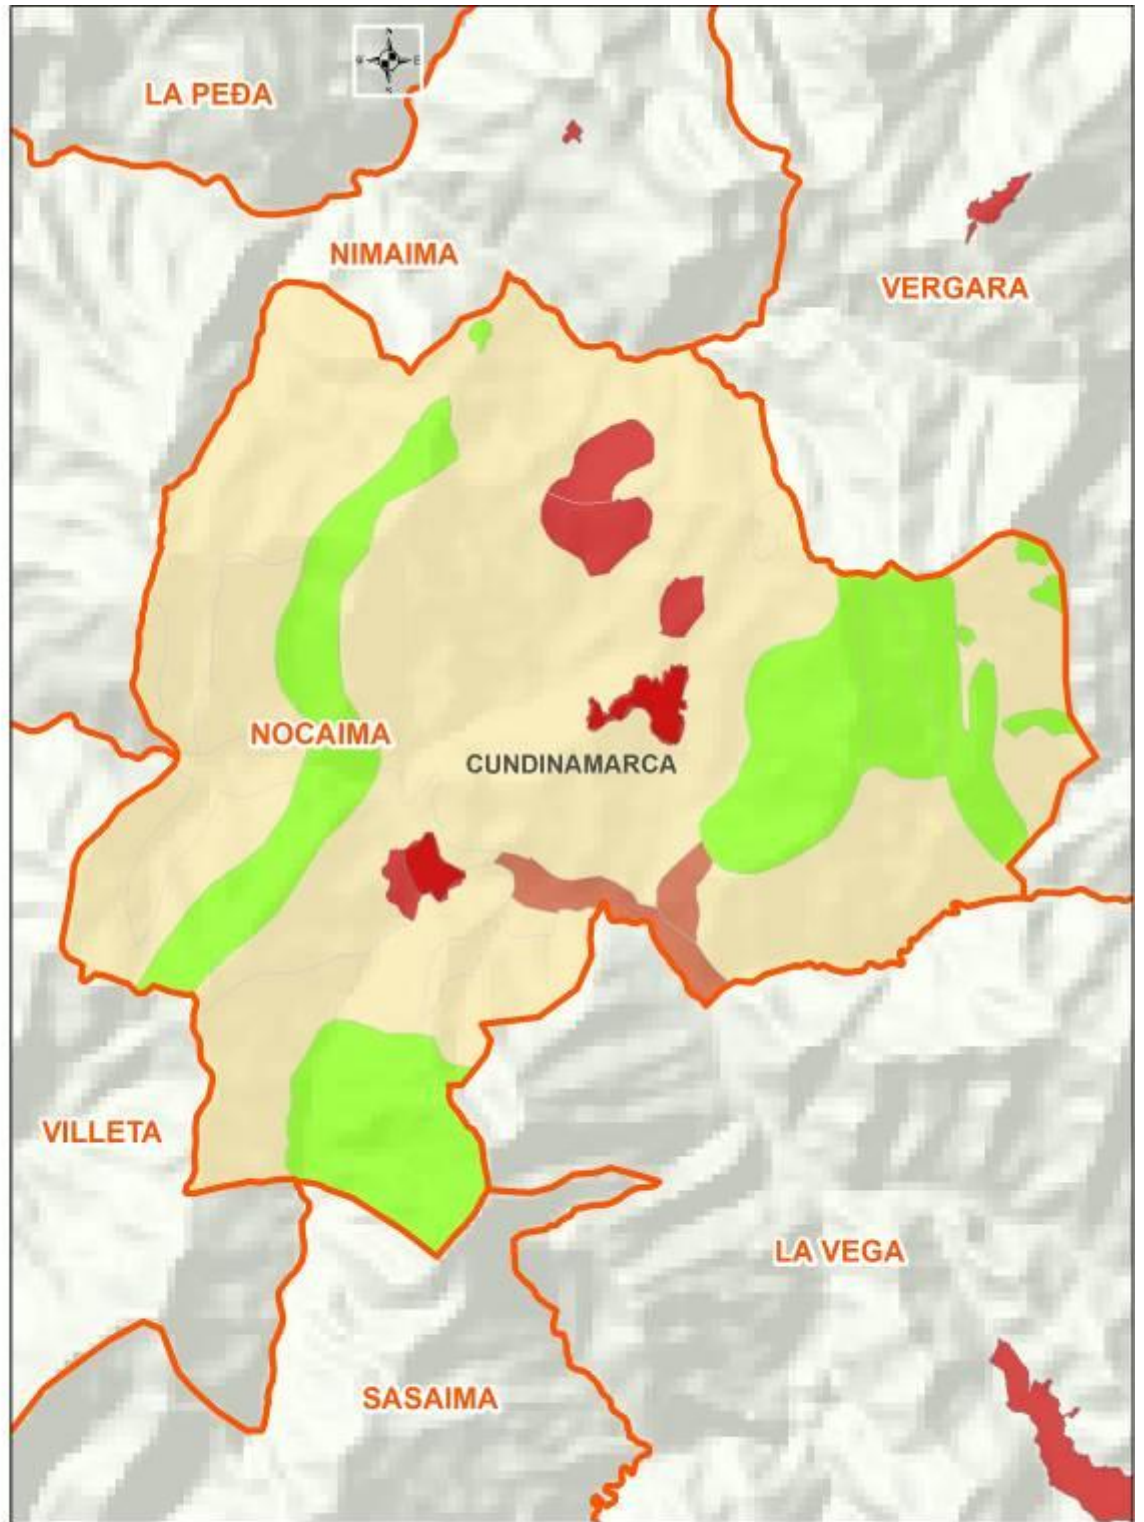 N
W
E
S
LA PEÐA
NIMAIMA
VERGARA
NOCAIMA
CUNDINAMARCA
VILLETA
LA VEGA
SASAIMA